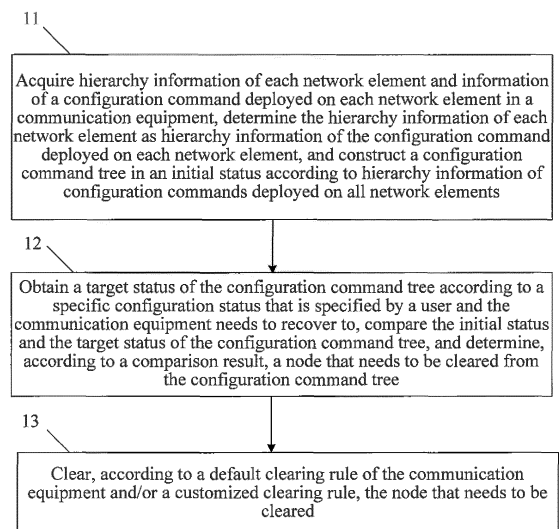 11
Acquire hierarchy information of each network element and information
of a configuration command deployed on each network element in a
communication equipment, determine the hierarchy information of each
network element as hierarchy information of the configuration command
deployed on each network element, and construct a configuration
command tree in an initial status according to hierarchy information of
configuration commands deployed on all network elements
12
Obtain a target status of the configuration command tree according to a
specific configuration status that is specified by a user and the
communication equipment needs to recover to, compare the initial status
and the target status of the configuration command tree, and determine,
according to a comparison result, a node that needs to be cleared from
the configuration command tree
13
Clear, according to a default clearing rule of the communication
equipment and/or a customized clearing rule, the node that needs to be
cleared